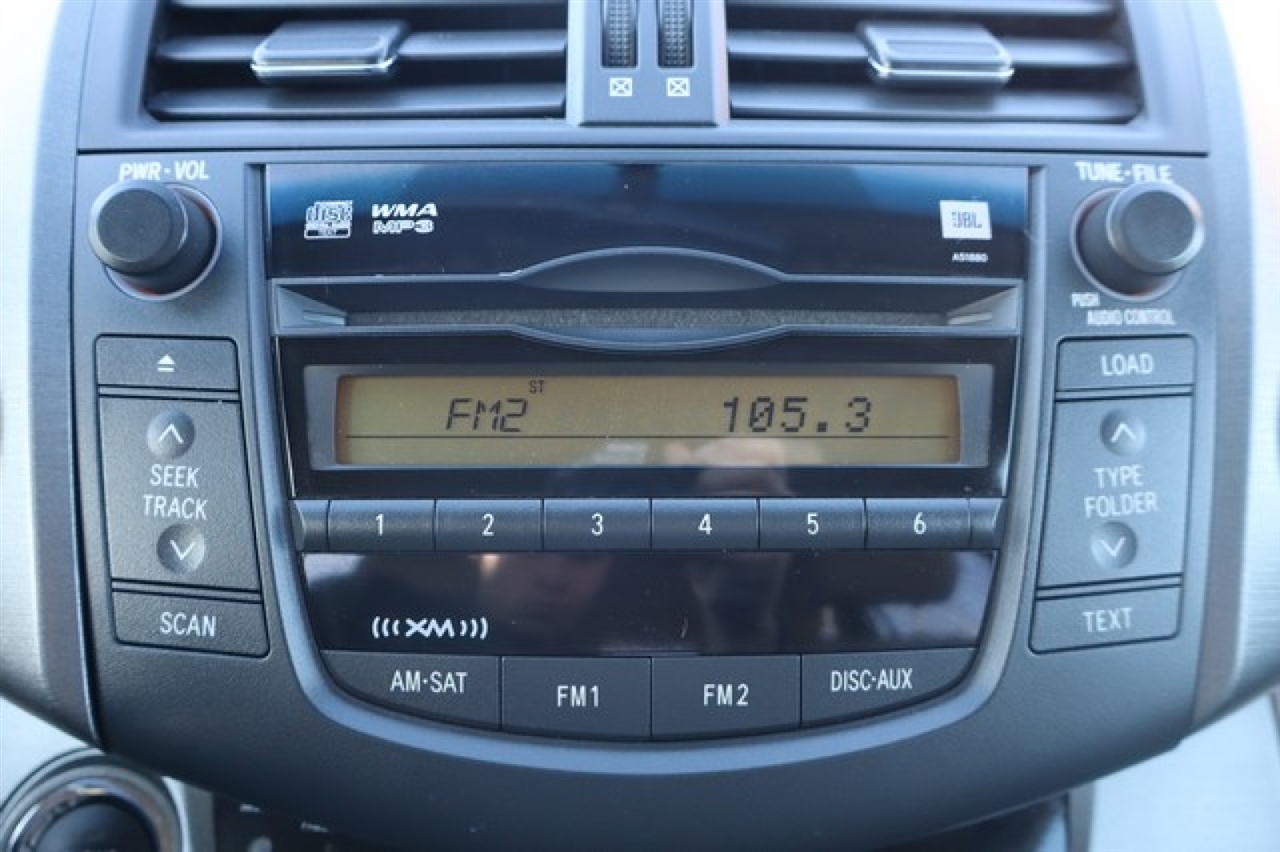 PWR·VOL
TUNE·FILE
disc
WMA
MP3
JBL
A51880
PUSH
AUDIO CONTROL
LOAD
ST
FM2 105.3
SEEK
TRACK
TYPE
FOLDER
1 2 3 4 5 6
SCAN
(((XM)))
TEXT
AM·SAT
FM1
FM2
DISC·AUX